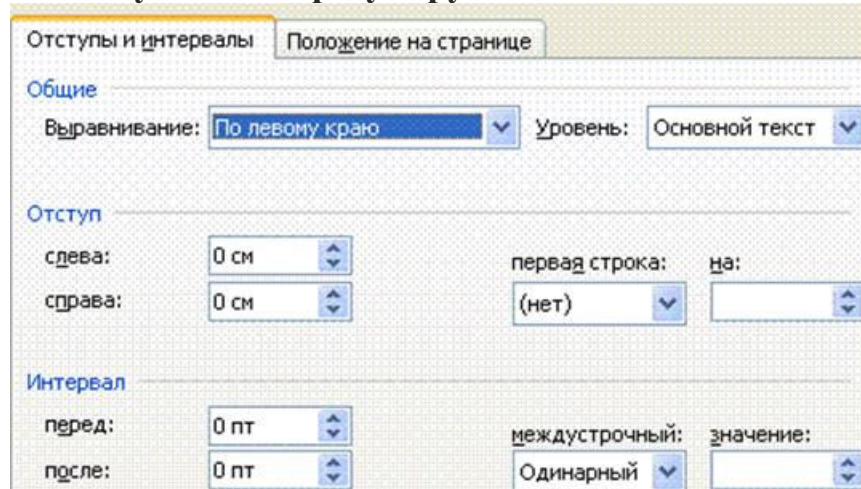 Отступы и интервалы Положение на странице
Общие
Выравнивание: По левому краю Уровень: Основной текст
Отступ
слева: 0 см первая строка: на:
справа: 0 см (нет)
Интервал
перед: 0 пт междустрочный: значение:
после: 0 пт Одинарный